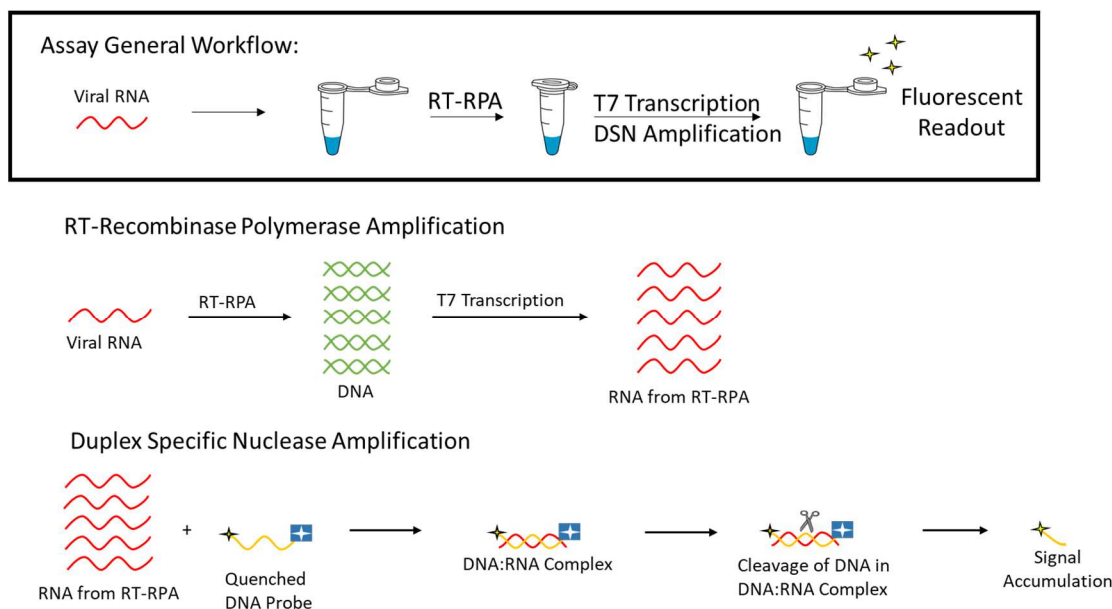 Assay General Workflow:
Viral RNA
RT-RPA
T7 Transcription
DSN Amplification
Fluorescent
Readout
RT-Recombinase Polymerase Amplification
Viral RNA
RT-RPA
DNA
T7 Transcription
RNA from RT-RPA
Duplex Specific Nuclease Amplification
RNA from RT-RPA
+
Quenched
DNA Probe
DNA:RNA Complex
Cleavage of DNA in
DNA:RNA Complex
Signal
Accumulation